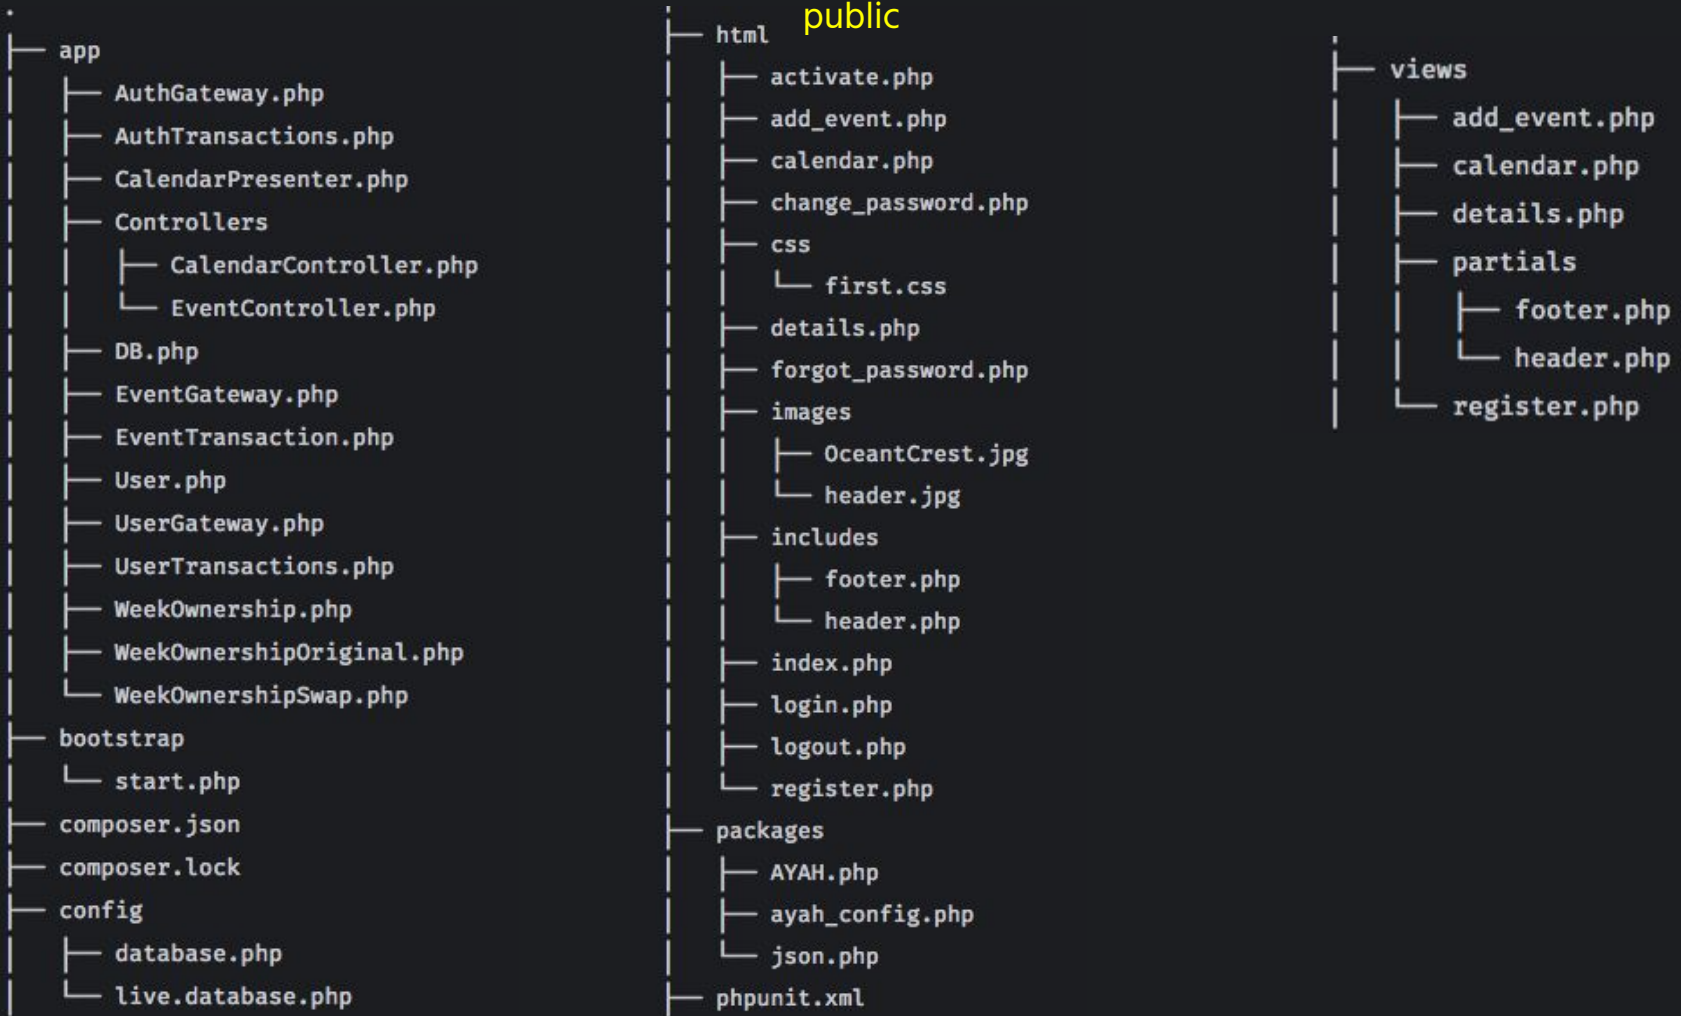 .
├── app
│   ├── AuthGateway.php
│   ├── AuthTransactions.php
│   ├── CalendarPresenter.php
│   ├── Controllers
│   │   ├── CalendarController.php
│   │   └── EventController.php
│   ├── DB.php
│   ├── EventGateway.php
│   ├── EventTransaction.php
│   ├── User.php
│   ├── UserGateway.php
│   ├── UserTransactions.php
│   ├── WeekOwnership.php
│   ├── WeekOwnershipOriginal.php
│   └── WeekOwnershipSwap.php
├── bootstrap
│   └── start.php
├── composer.json
├── composer.lock
├── config
│   ├── database.php
│   └── live.database.php
public
├── html
│   ├── activate.php
│   ├── add_event.php
│   ├── calendar.php
│   ├── change_password.php
│   ├── css
│   │   └── first.css
│   ├── details.php
│   ├── forgot_password.php
│   ├── images
│   │   ├── OceantCrest.jpg
│   │   └── header.jpg
│   ├── includes
│   │   ├── footer.php
│   │   └── header.php
│   ├── index.php
│   ├── login.php
│   ├── logout.php
│   └── register.php
├── packages
│   ├── AYAH.php
│   ├── ayah_config.php
│   └── json.php
├── phpunit.xml
├── views
│   ├── add_event.php
│   ├── calendar.php
│   ├── details.php
│   ├── partials
│   │   ├── footer.php
│   │   └── header.php
│   └── register.php